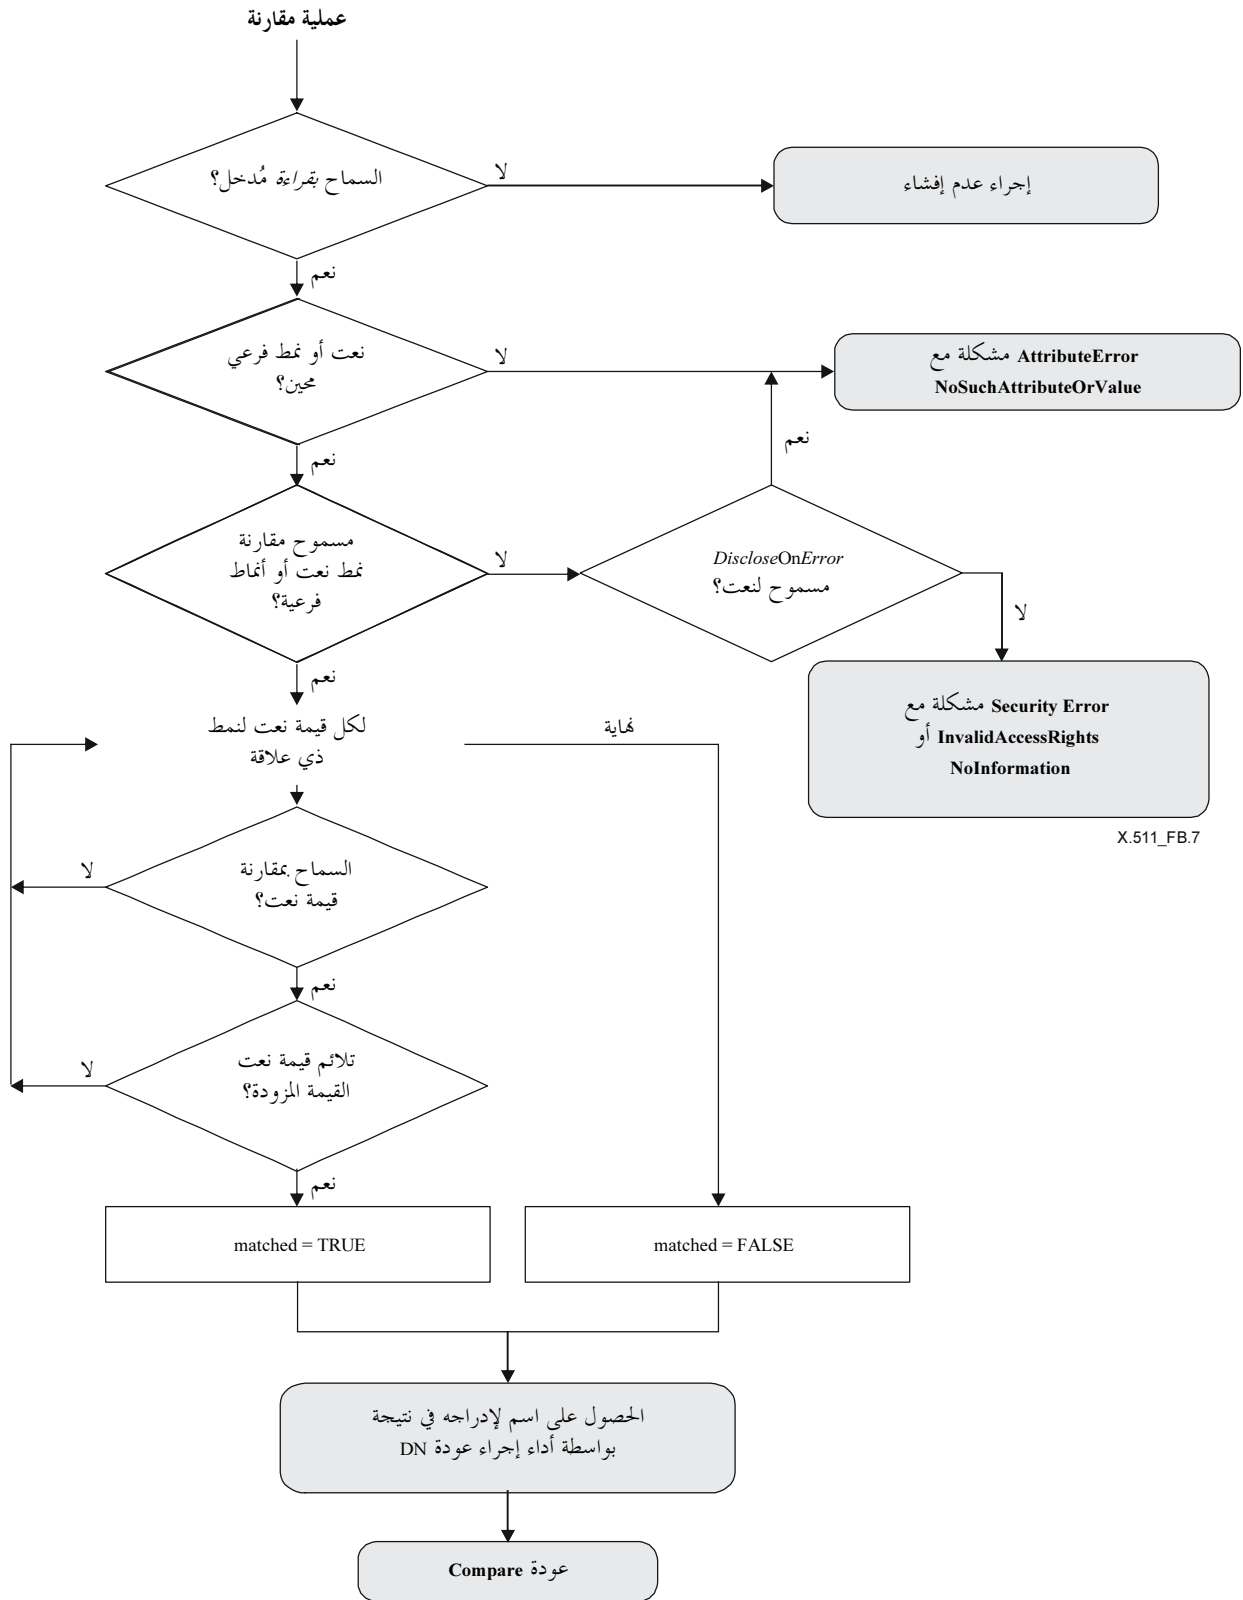 عملية مقارنة
السماح بقراءة مُدخل؟
لا
إجراء عدم إفشاء
نعم
نعت أو نمط فرعي
محين؟
لا
AttributeError مشكلة مع
NoSuchAttributeOrValue
نعم
نعم
مسموح مقارنة
نمط نعت أو أنماط
فرعية؟
لا
DiscloseOnError
مسموح لنعت؟
لا
نعم
Security Error مشكلة مع
InvalidAccessRights أو
NoInformation
X.511_FB.7
لكل قيمة نعت لنمط
ذي علاقة
نهاية
السماح بمقارنة
قيمة نعت؟
لا
نعم
تلائم قيمة نعت
القيمة المزودة؟
لا
نعم
matched = TRUE
matched = FALSE
الحصول على اسم لإدراجه في نتيجة
بواسطة أداء إجراء عودة DN
عودة Compare